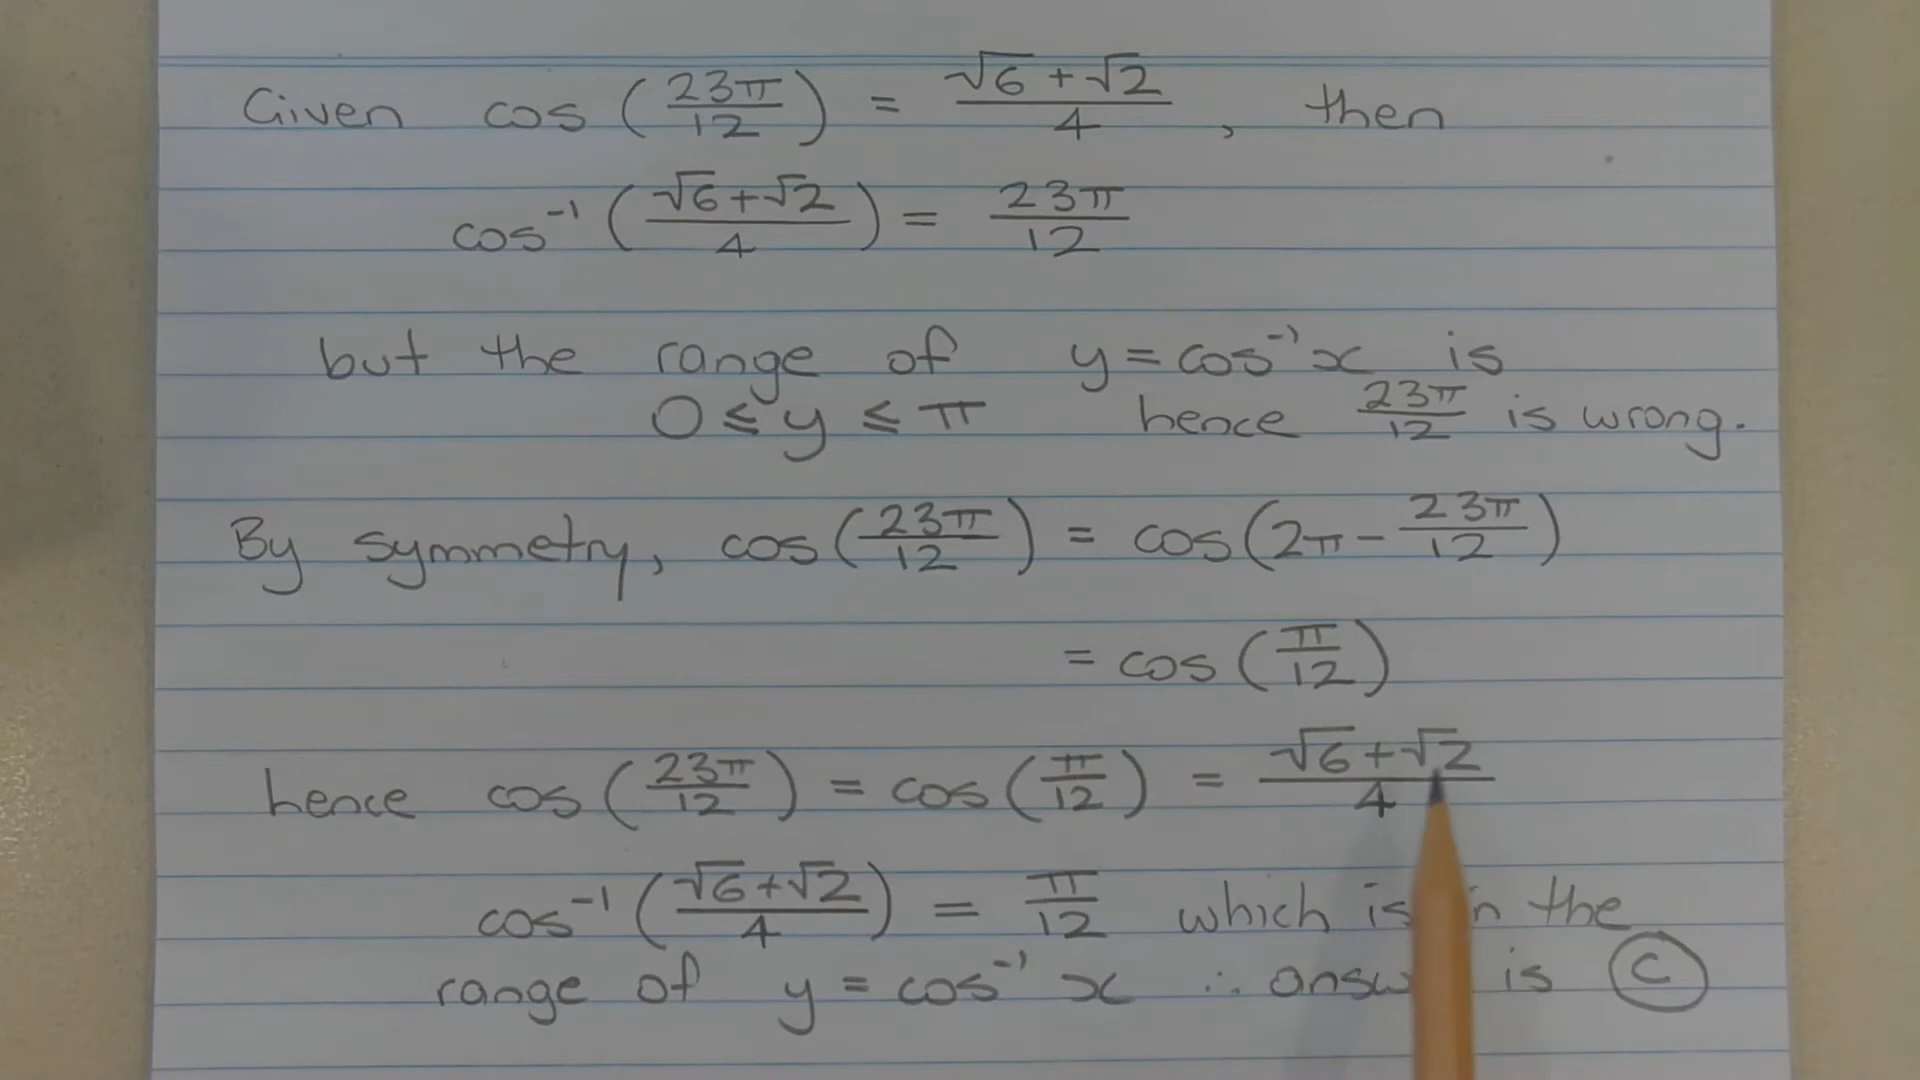 Given cos (23π/12) = (√6 + √2)/4, then
cos⁻¹ ((√6 + √2)/4) = 23π/12
but the range of y = cos⁻¹ x is
0 ≤ y ≤ π hence 23π/12 is wrong.
By symmetry, cos (23π/12) = cos (2π − 23π/12)
= cos (π/12)
hence cos (23π/12) = cos (π/12) = (√6 + √2)/4
cos⁻¹ ((√6 + √2)/4) = π/12 which is in the
range of y = cos⁻¹ x ∴ is C